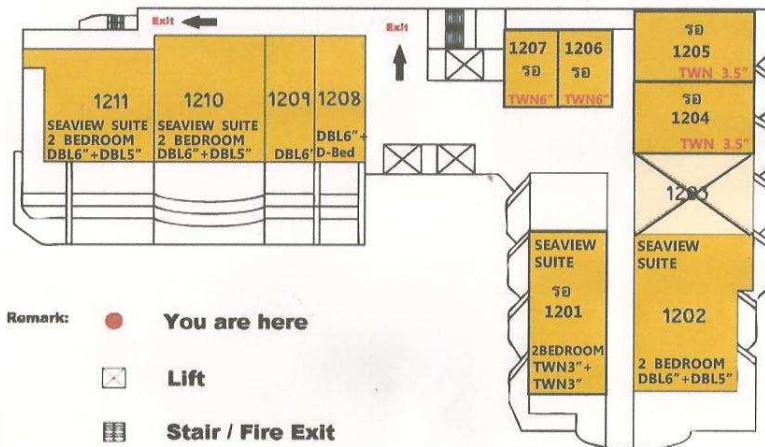 Exit
Exit
1211
SEAVIEW SUITE
2 BEDROOM
DBL6"+DBL5"
1210
SEAVIEW SUITE
2 BEDROOM
DBL6"+DBL5"
1209
DBL6"
1208
DBL6"+
D-Bed
1207
รอ
TWN6"
1206
รอ
TWN6"
รอ
1205
TWN 3.5"
รอ
1204
TWN 3.5"
1203
SEAVIEW
SUITE
รอ
1201
2BEDROOM
TWN3"+
TWN3"
SEAVIEW
SUITE
1202
2 BEDROOM
DBL6"+DBL5"
Remark:
You are here
Lift
Stair / Fire Exit